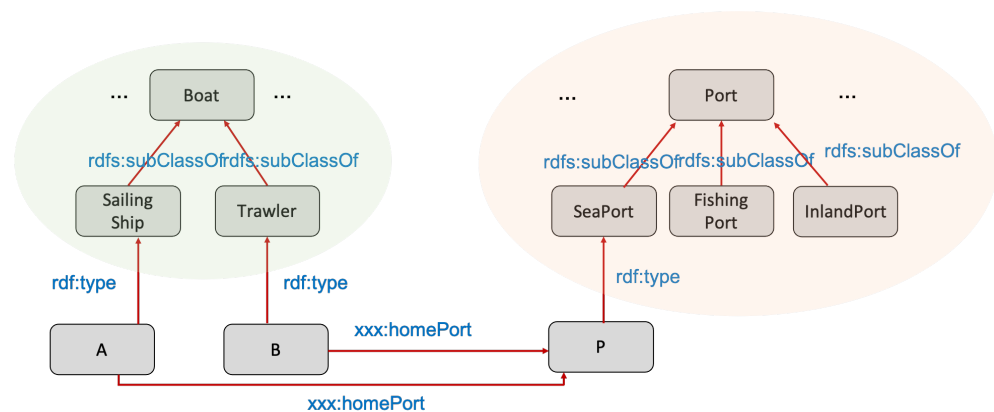 ... Boat ...
... Port ...
rdfs:subClassOf rdfs:subClassOf
rdfs:subClassOf rdfs:subClassOf rdfs:subClassOf
Sailing
Ship
Trawler
SeaPort
Fishing
Port
InlandPort
rdf:type
rdf:type
rdf:type
A
B
xxx:homePort
P
xxx:homePort